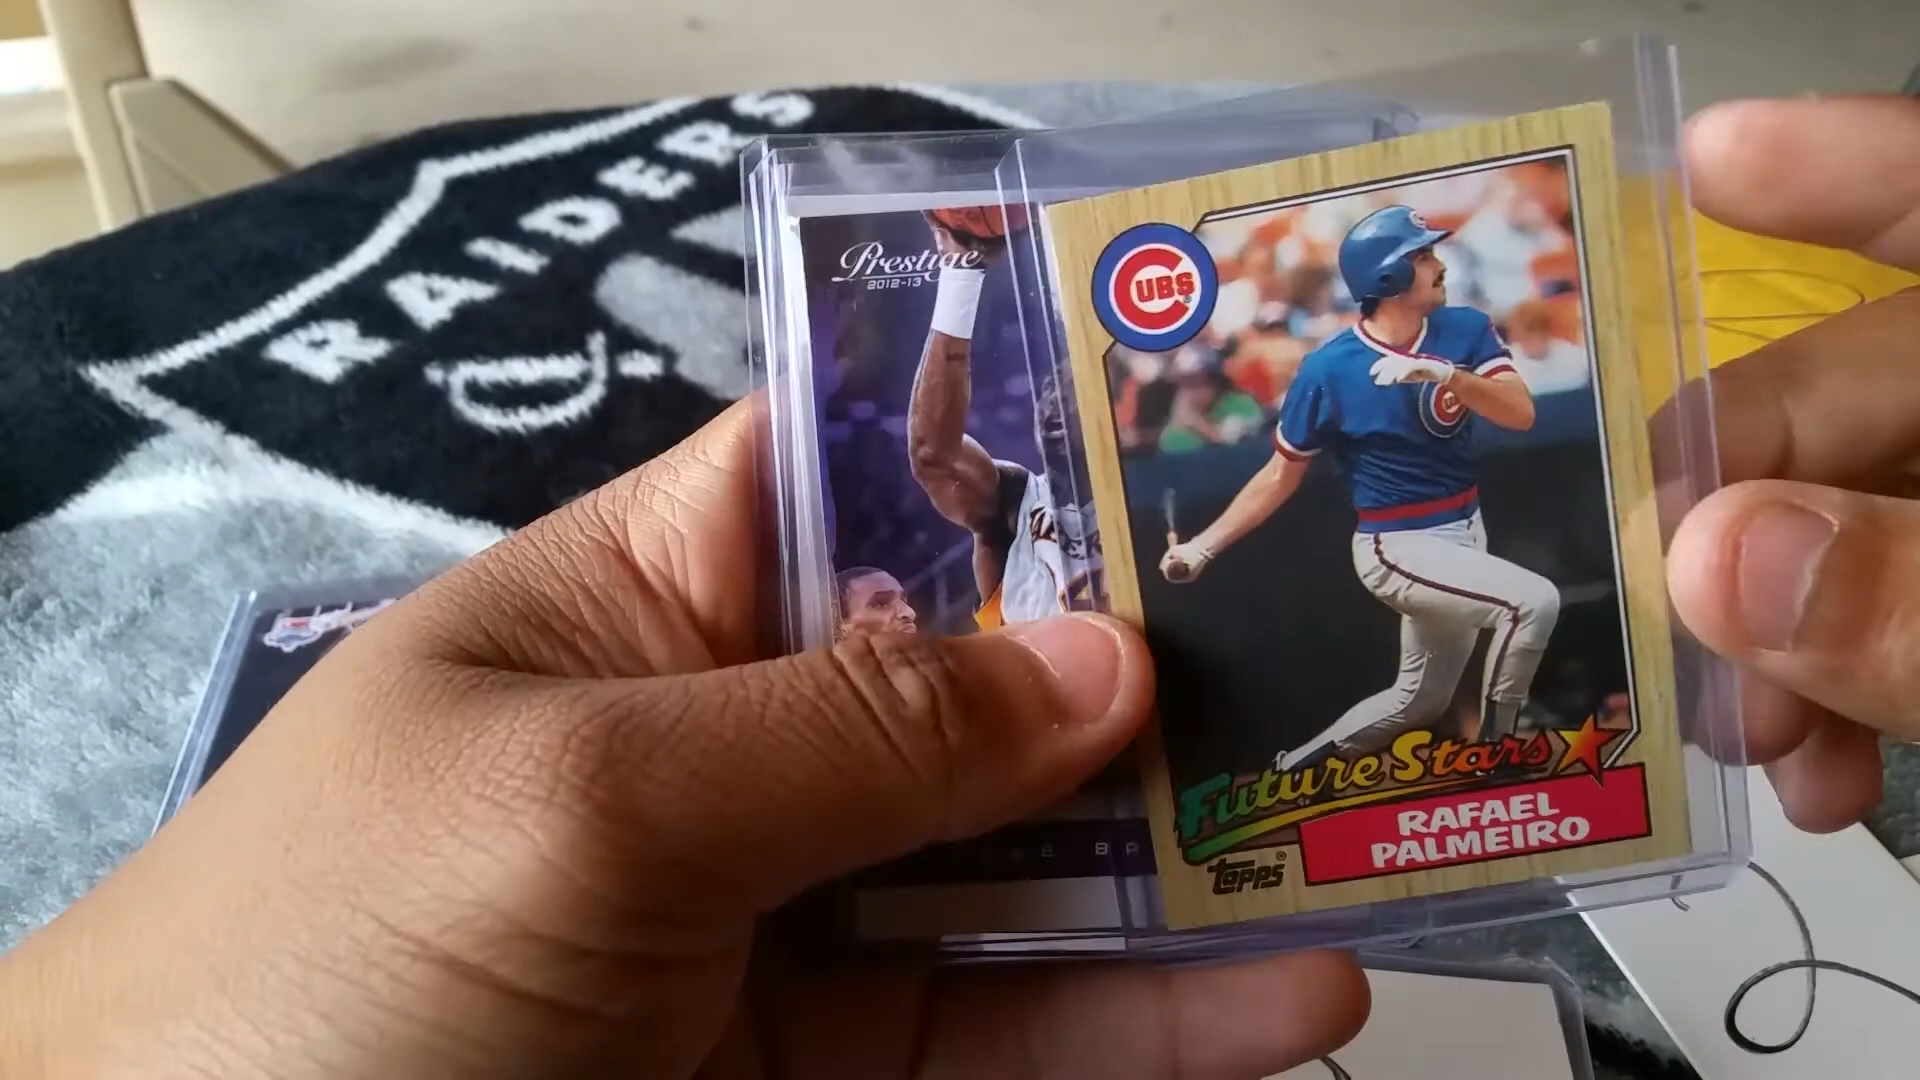 RAIDERS
Prestige
2012-13
CUBS
Future Stars
RAFAEL
PALMEIRO
topps